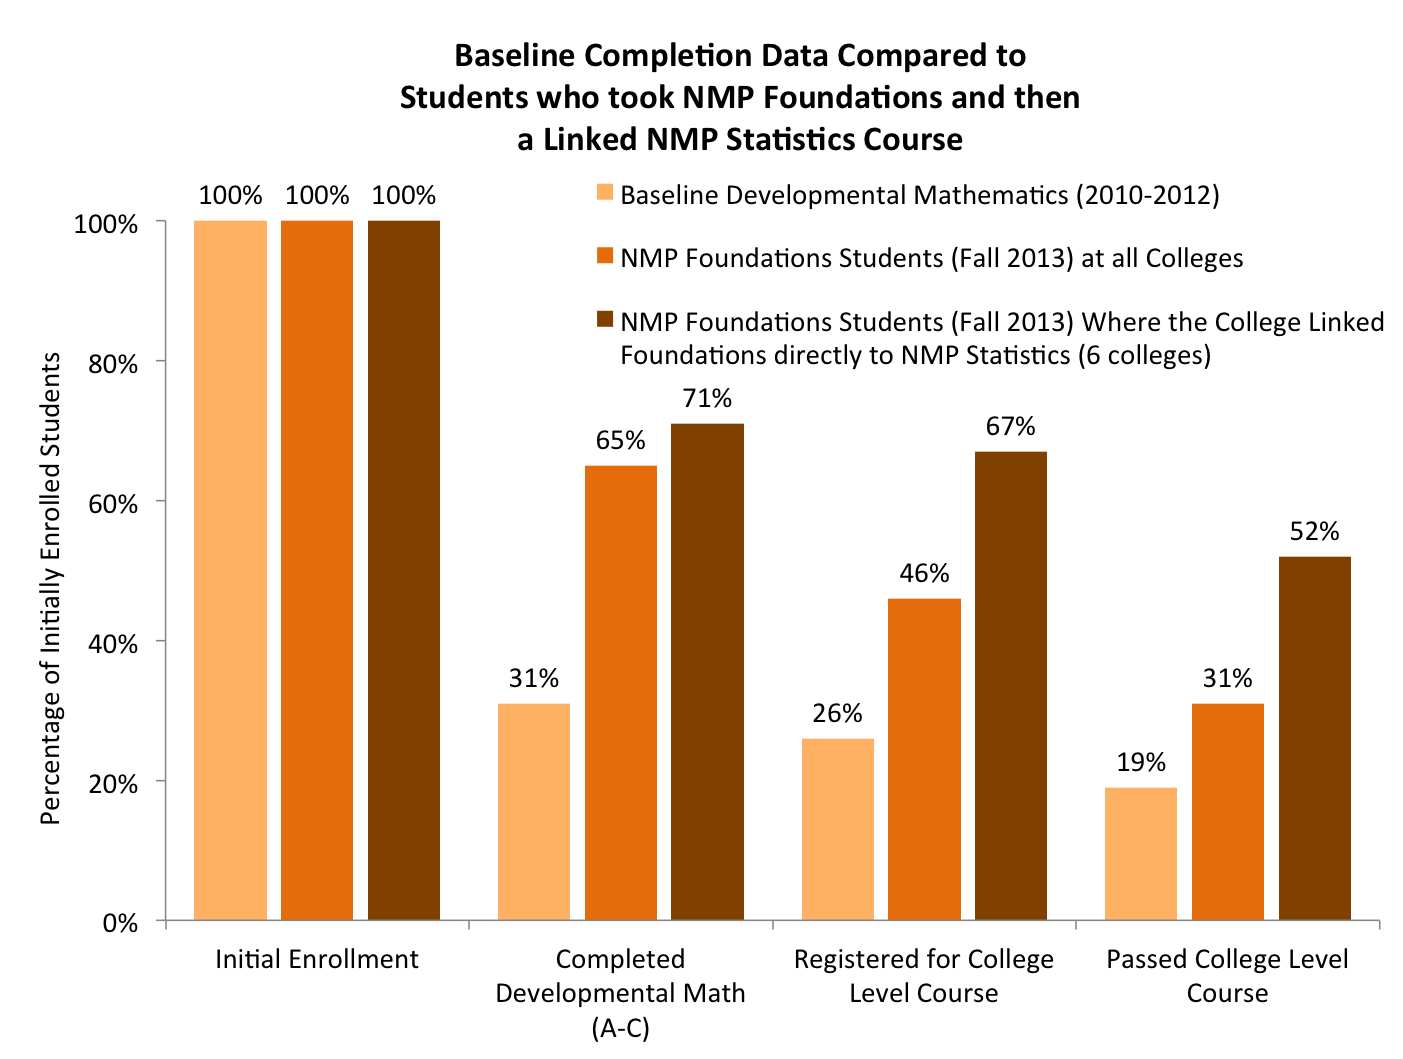 Baseline Completion Data Compared to
Students who took NMP Foundations and then
a Linked NMP Statistics Course
Baseline Developmental Mathematics (2010-2012)
NMP Foundations Students (Fall 2013) at all Colleges
NMP Foundations Students (Fall 2013) Where the College Linked
Foundations directly to NMP Statistics (6 colleges)
Percentage of Initially Enrolled Students
100%
80%
60%
40%
20%
0%
100% 100% 100%
31% 65% 71%
26% 46% 67%
19% 31% 52%
Initial Enrollment
Completed
Developmental Math
(A-C)
Registered for College
Level Course
Passed College Level
Course